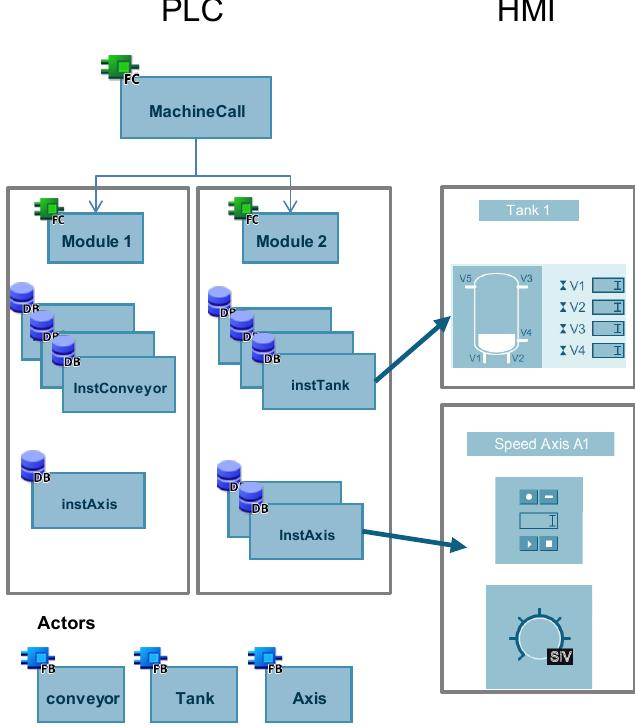 PLC
HMI
FC
MachineCall
FC
Module 1
FC
Module 2
Tank 1
DB
DB
DB
InstConveyor
DB
DB
DB
instTank
V5
V3
V4
V1
V2
V1
V2
V3
V4
DB
instAxis
DB
DB
InstAxis
Speed Axis A1
SIV
Actors
FB
conveyor
FB
Tank
FB
Axis